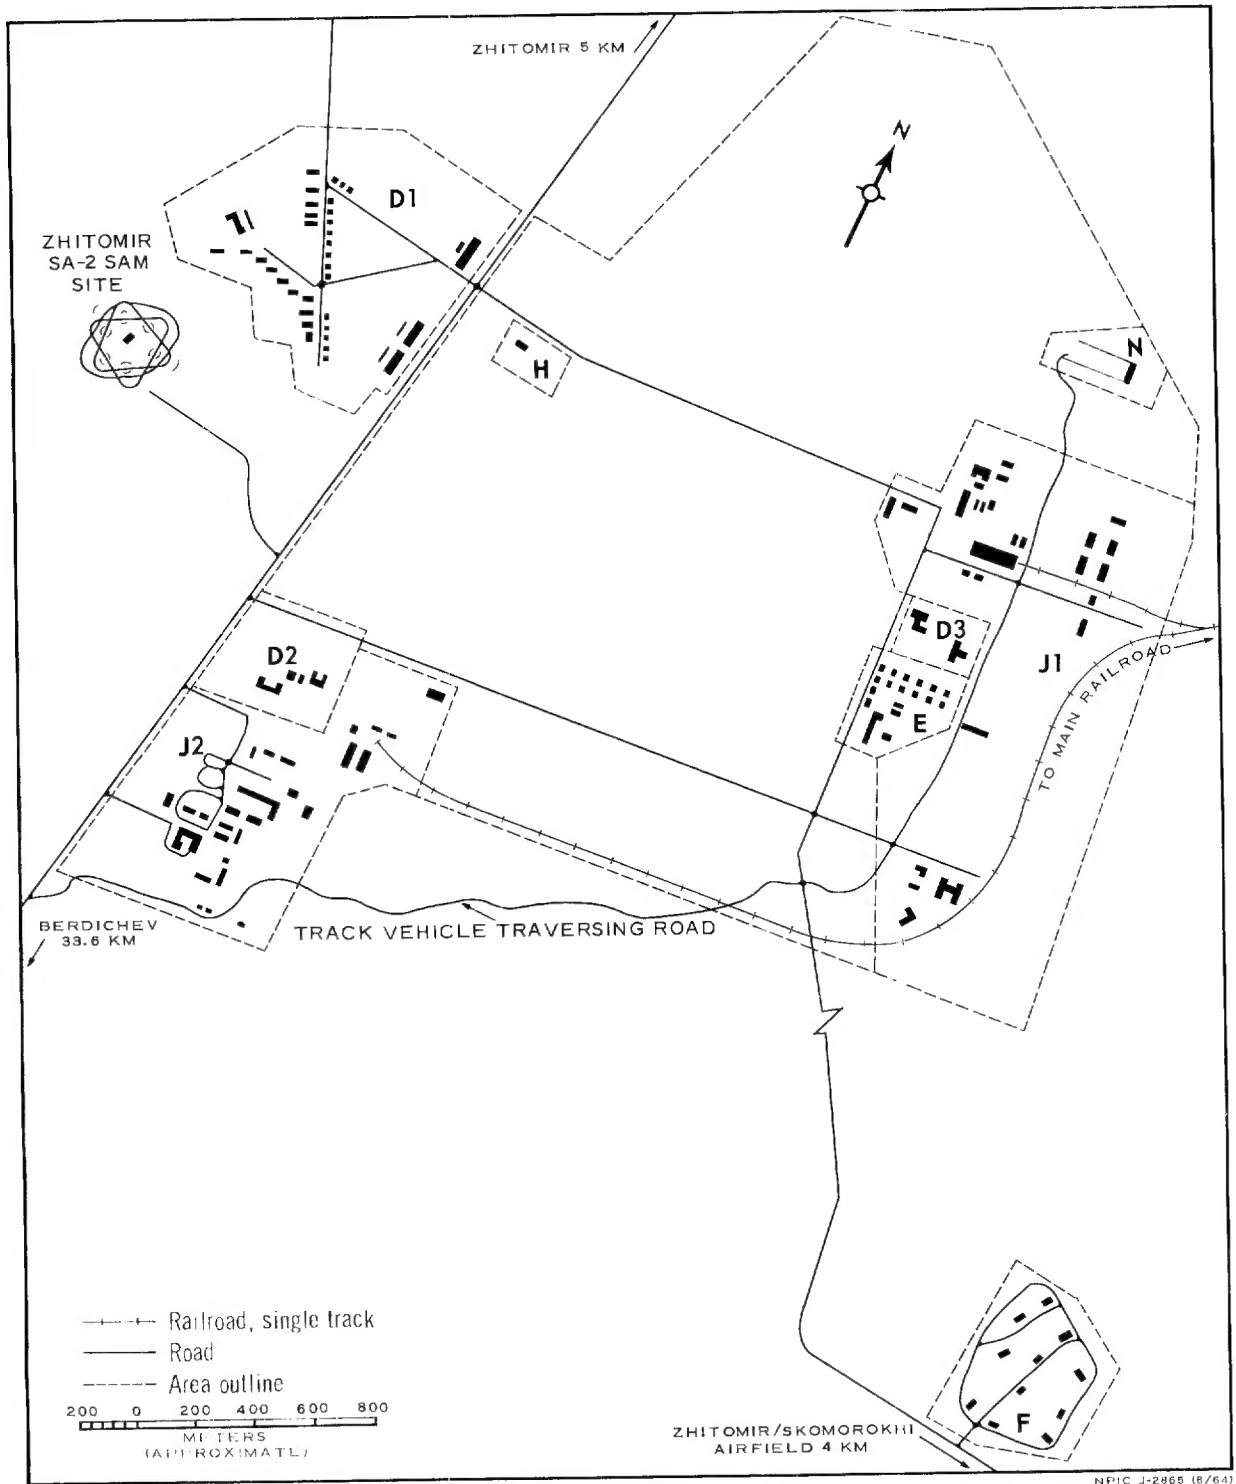 ZHITOMIR 5 KM
N
D1
ZHITOMIR
SA-2 SAM
SITE
H
N
D2
D3
J1
E
J2
TO MAIN RAILROAD
BERDICHEV
33.6 KM
TRACK VEHICLE TRAVERSING ROAD
Railroad, single track
Road
Area outline
200 0 200 400 600 800
METERS
(APPROXIMATE)
F
ZHITOMIR/SKOMOROKHI
AIRFIELD 4 KM
NPIC J-2865 (8/64)